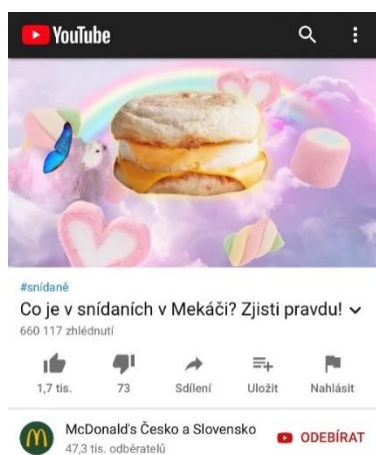 YouTube
#snídaně
Co je v snídaních v Mekáči? Zjisti pravdu!
660 117 zhlédnutí
1,7 tis. 73 Sdílení Uložit Nahlásit
McDonald's Česko a Slovensko
ODEBÍRAT
47,3 tis. odběratelů